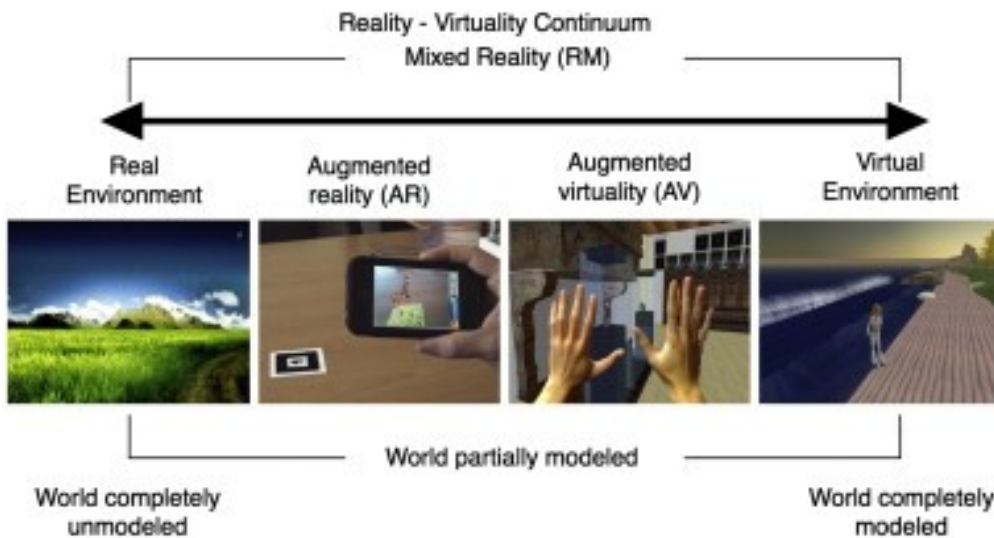 Reality - Virtuality Continuum
Mixed Reality (RM)
Real
Environment
Augmented
reality (AR)
Augmented
virtuality (AV)
Virtual
Environment
World partially modeled
World completely
unmodeled
World completely
modeled